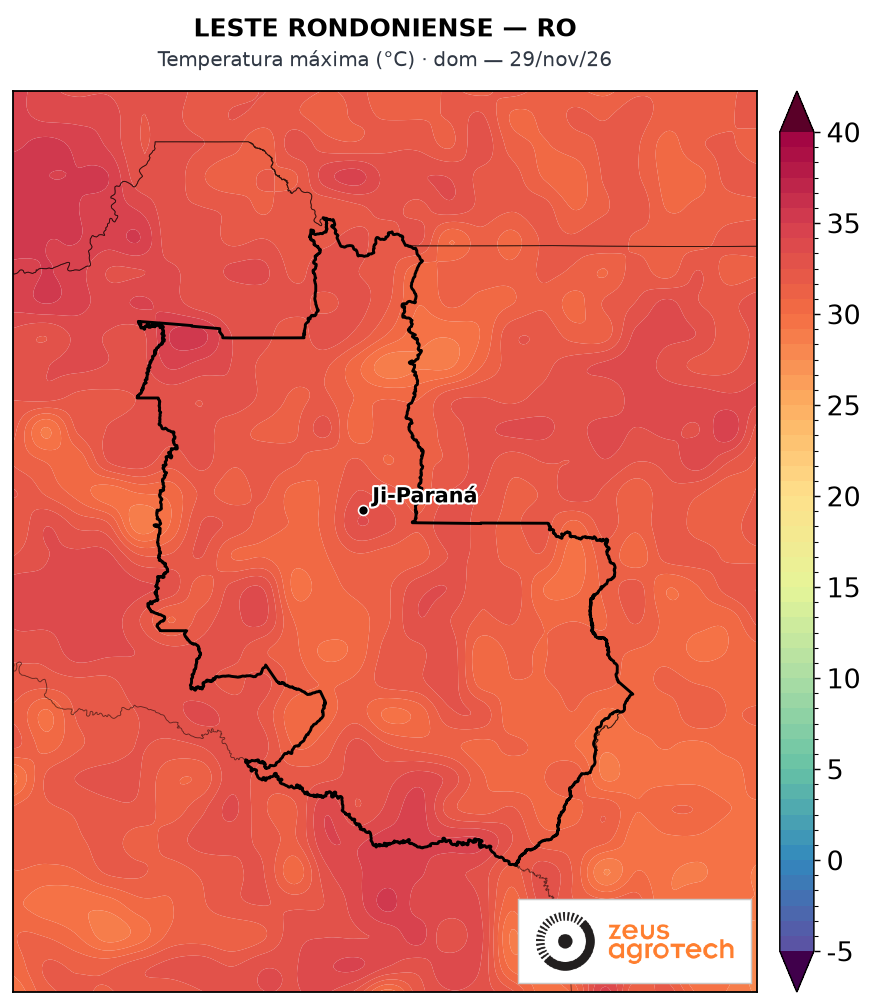 LESTE RONDONIENSE — RO
Temperatura máxima (°C) · dom — 29/nov/26
40
35
30
25
20
15
10
5
0
-5
Ji-Paraná
zeus
agrotech